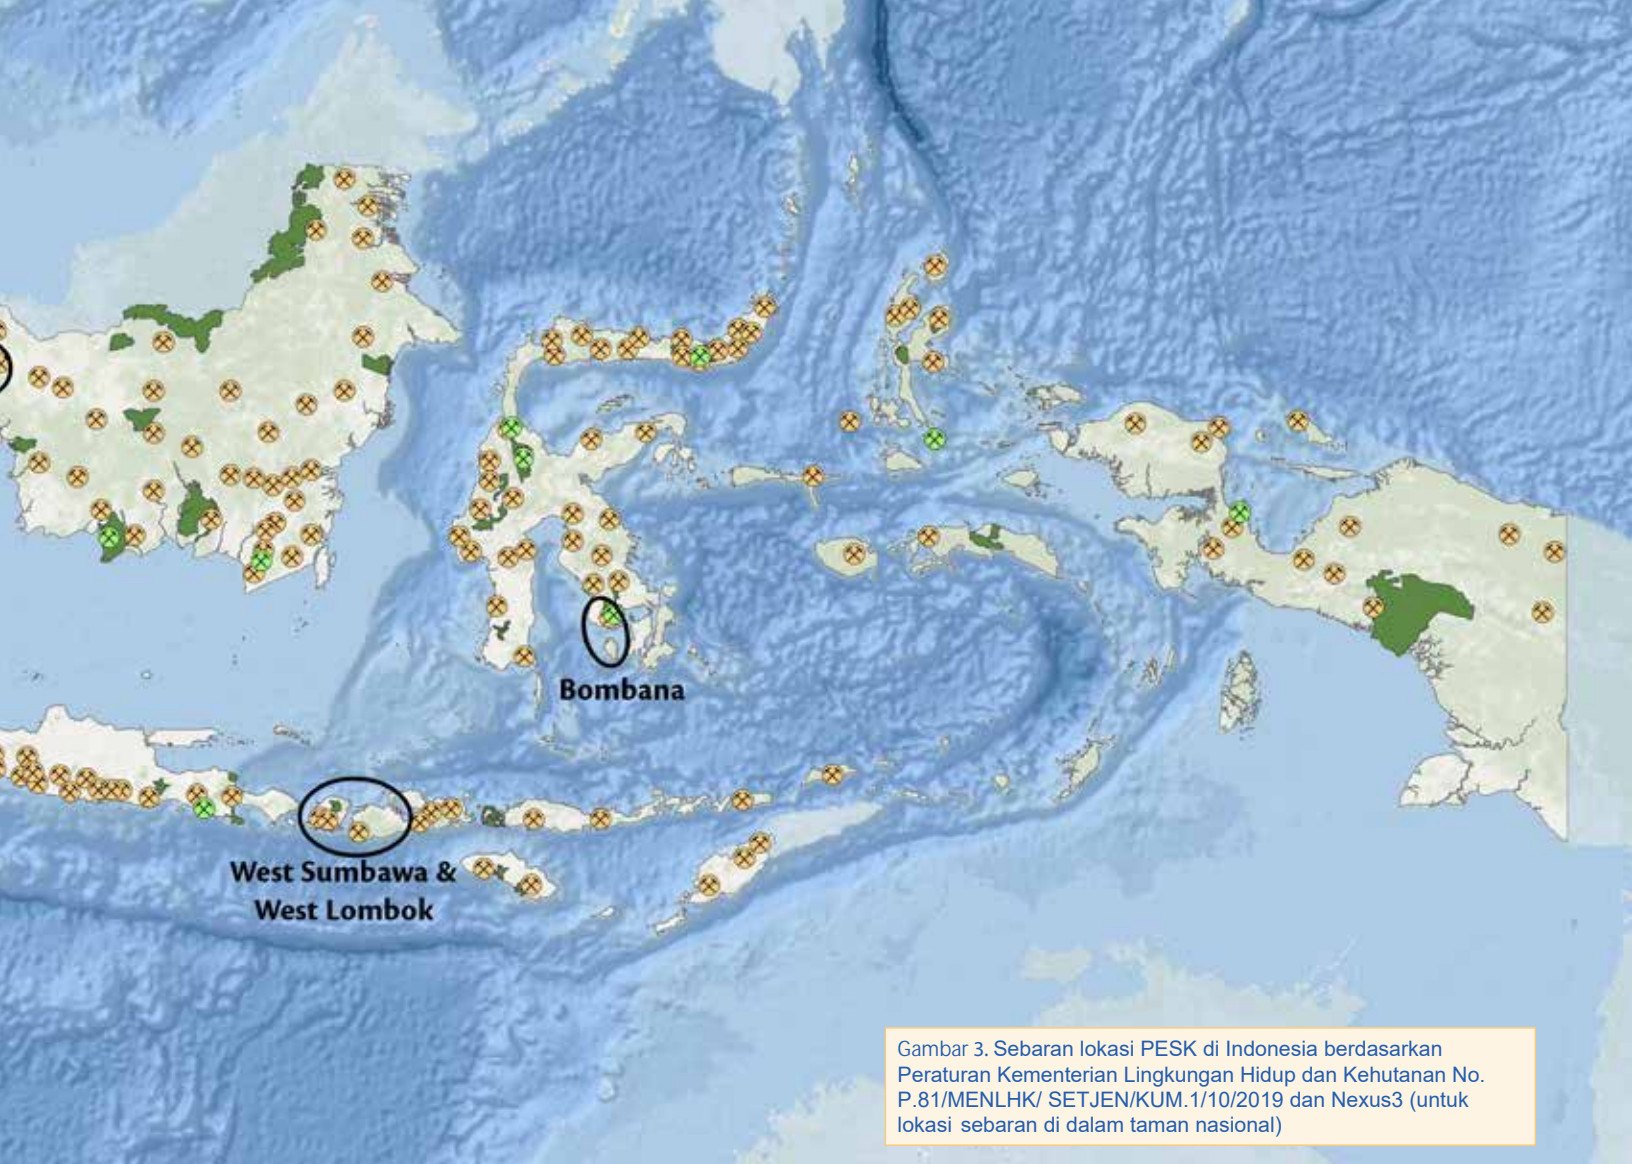 Bombana
West Sumbawa &
West Lombok
Gambar 3. Sebaran lokasi PESK di Indonesia berdasarkan
Peraturan Kementerian Lingkungan Hidup dan Kehutanan No.
P.81/MENLHK/ SETJEN/KUM.1/10/2019 dan Nexus3 (untuk
lokasi sebaran di dalam taman nasional)